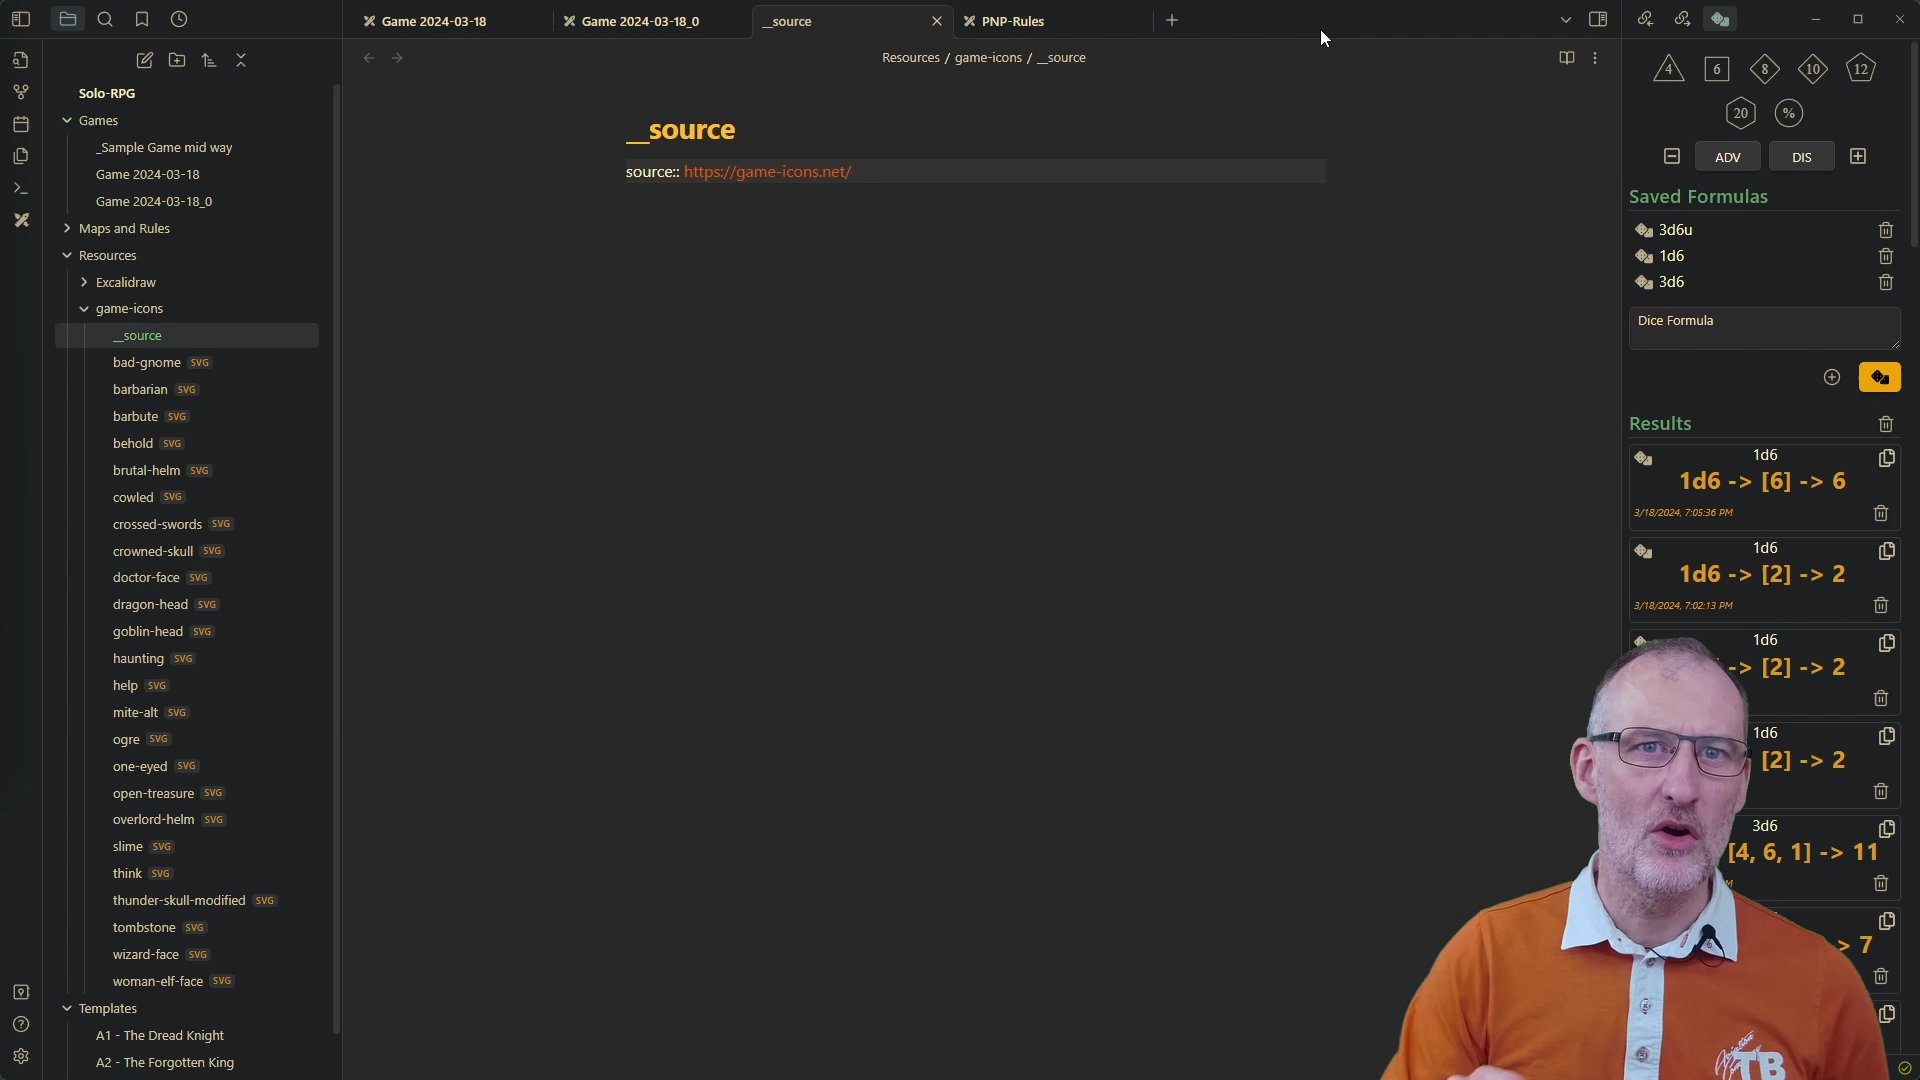 Game 2024-03-18
Game 2024-03-18_0
__source
PNP-Rules
Resources / game-icons / __source
Solo-RPG
Games
_Sample Game mid way
Game 2024-03-18
Game 2024-03-18_0
Maps and Rules
Resources
Excalidraw
game-icons
__source
bad-gnome SVG
barbarian SVG
barbute SVG
behold SVG
brutal-helm SVG
cowled SVG
crossed-swords SVG
crowned-skull SVG
doctor-face SVG
dragon-head SVG
goblin-head SVG
haunting SVG
help SVG
mite-alt SVG
ogre SVG
one-eyed SVG
open-treasure SVG
overlord-helm SVG
slime SVG
think SVG
thunder-skull-modified SVG
tombstone SVG
wizard-face SVG
woman-elf-face SVG
Templates
A1 - The Dread Knight
A2 - The Forgotten King
__source
source:: https://game-icons.net/
4 6 8 10 12
20 %
ADV DIS
Saved Formulas
3d6u
1d6
3d6
Dice Formula
Results
1d6
1d6 -> [6] -> 6
3/18/2024, 7:05:36 PM
1d6
1d6 -> [2] -> 2
3/18/2024, 7:02:13 PM
1d6
-> [2] -> 2
1d6
[2] -> 2
3d6
[4, 6, 1] -> 11
M
> 7
TB